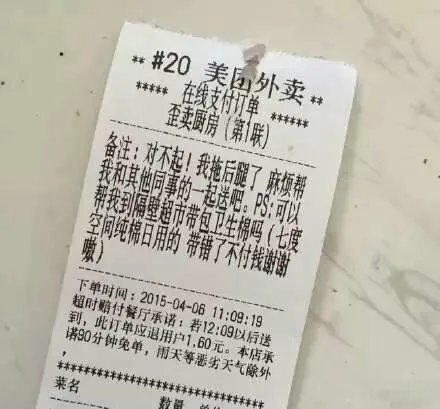 ** #20 美团外卖 **
***** 在线支付订单 ******
歪卖厨房（第1联）
备注：对不起！我拖后腿了 麻烦帮
我和其他同事的一起送吧。PS:可以
帮我到隔壁超市带包卫生棉吗（七度
空间纯棉日用的 带错了不付钱谢谢
嗷）
下单时间：2015-04-06 11:09:19
超时赔付餐厅承诺：若12:09以后送
到，此订单应退用户1.60元。本店承
诺90分钟免单，雨天等恶劣天气除外
，
******************************
菜名 数量